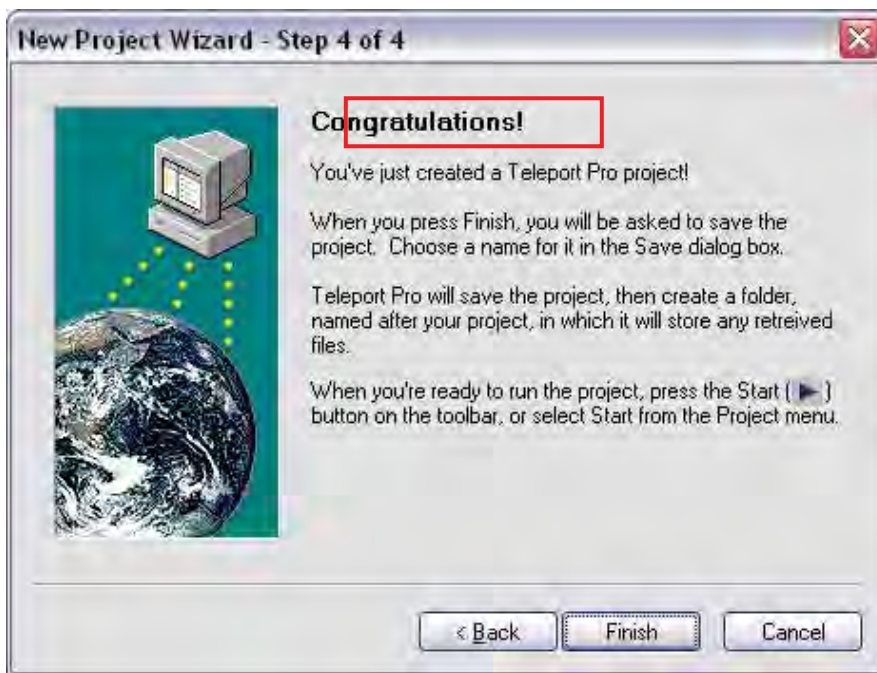 New Project Wizard - Step 4 of 4
Congratulations!
You've just created a Teleport Pro project!
When you press Finish, you will be asked to save the
project. Choose a name for it in the Save dialog box.
Teleport Pro will save the project, then create a folder,
named after your project, in which it will store any retreived
files.
When you're ready to run the project, press the Start ( ▶ )
button on the toolbar, or select Start from the Project menu.
< Back Finish Cancel